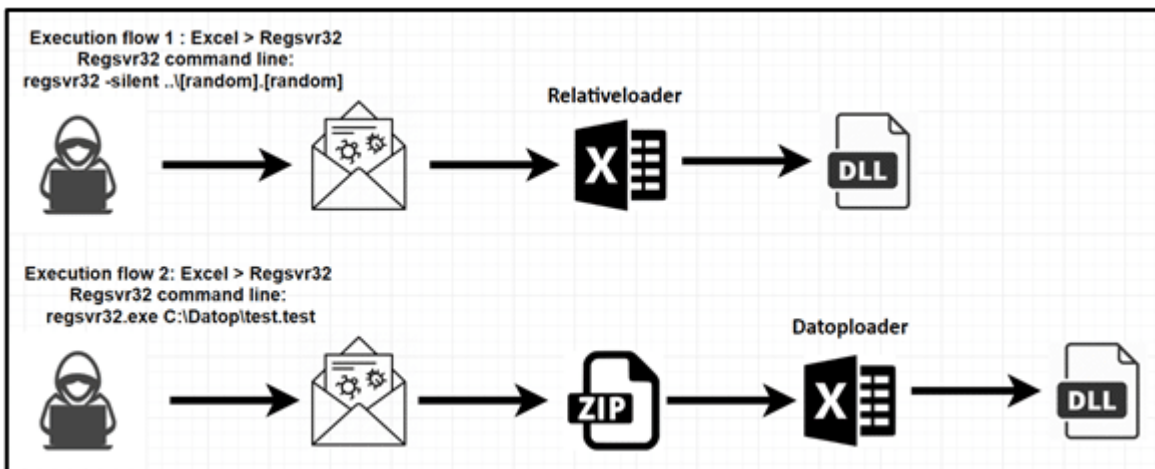 Execution flow 1 : Excel > Regsvr32
Regsvr32 command line:
regsvr32 -silent ..\[random].[random]
Relativeloader
X
DLL
Execution flow 2: Excel > Regsvr32
Regsvr32 command line:
regsvr32.exe C:\Datop\test.test
Datoploader
ZIP
X
DLL